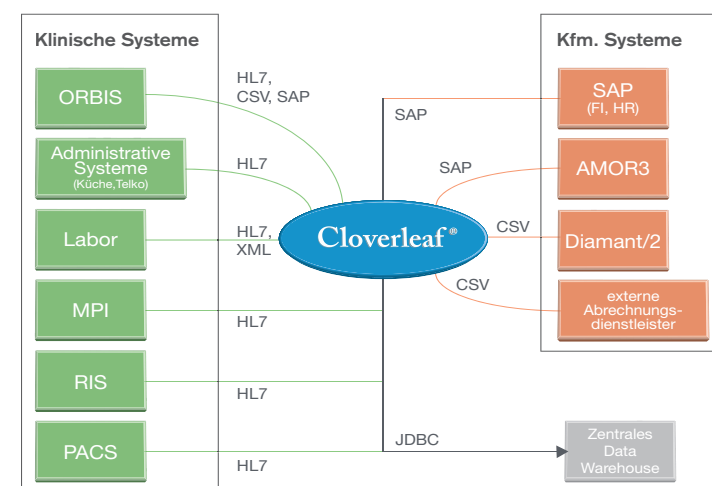 Klinische Systeme
ORBIS
Administrative
Systeme
(Küche,Telko)
Labor
MPI
RIS
PACS
HL7,
CSV, SAP
HL7
HL7,
XML
HL7
HL7
HL7
Cloverleaf®
SAP
SAP
CSV
CSV
JDBC
Kfm. Systeme
SAP
(FI, HR)
AMOR3
Diamant/2
externe
Abrechnungs-
dienstleister
Zentrales
Data
Warehouse